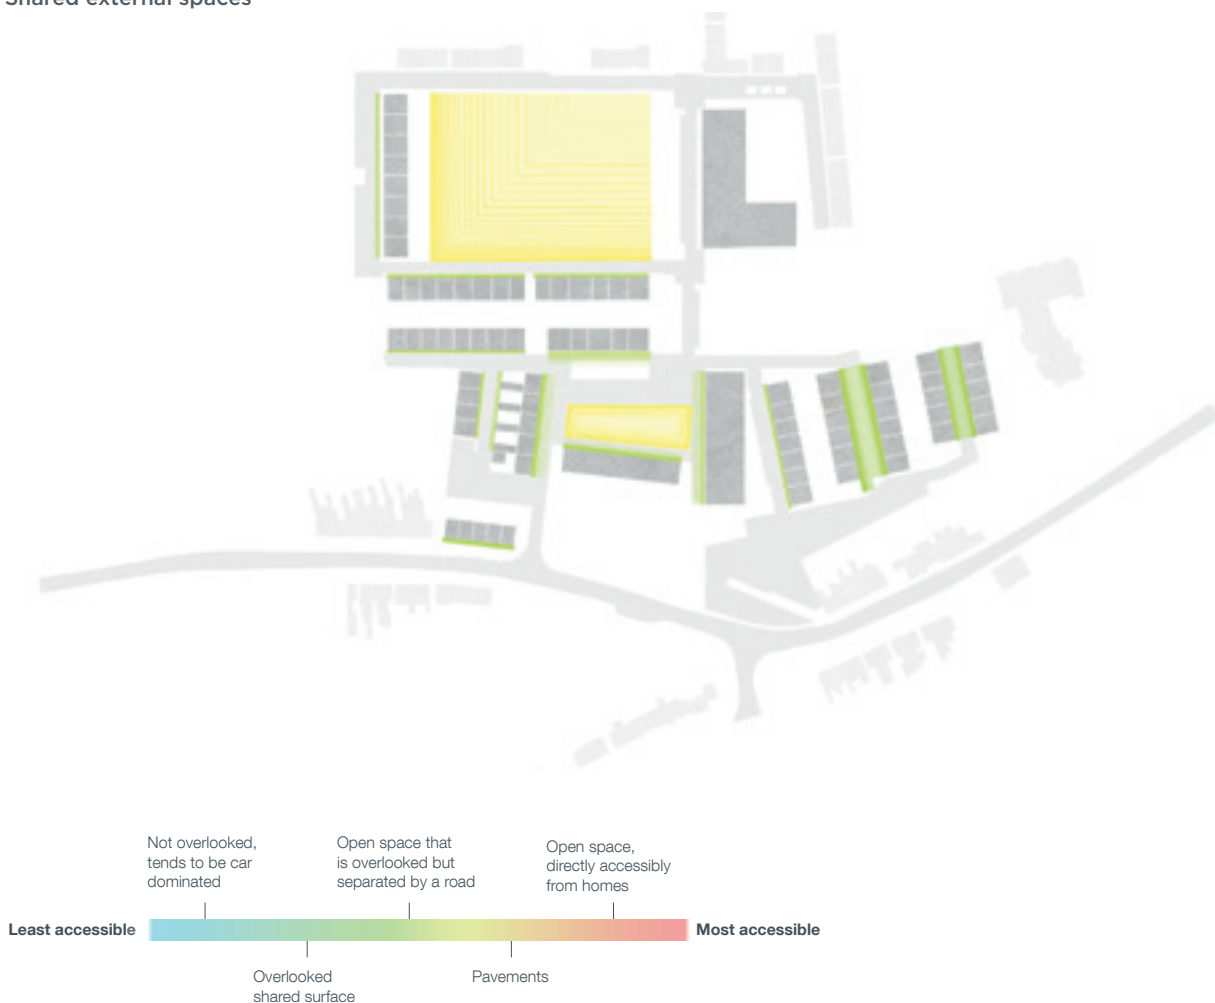 Shared external spaces
Not overlooked,
tends to be car
dominated
Open space that
is overlooked but
separated by a road
Open space,
directly accessibly
from homes
Least accessible
Most accessible
Overlooked
shared surface
Pavements